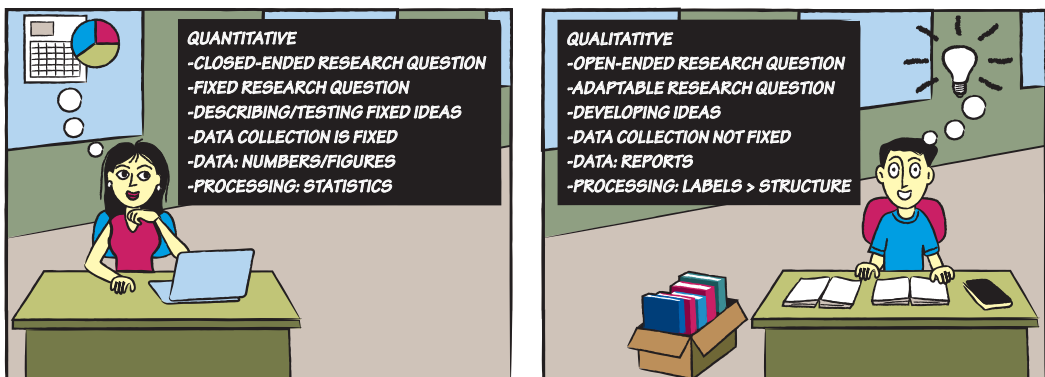 QUANTITATIVE
-CLOSED-ENDED RESEARCH QUESTION
-FIXED RESEARCH QUESTION
-DESCRIBING/TESTING FIXED IDEAS
-DATA COLLECTION IS FIXED
-DATA: NUMBERS/FIGURES
-PROCESSING: STATISTICS
QUALITATITVE
-OPEN-ENDED RESEARCH QUESTION
-ADAPTABLE RESEARCH QUESTION
-DEVELOPING IDEAS
-DATA COLLECTION NOT FIXED
-DATA: REPORTS
-PROCESSING: LABELS > STRUCTURE